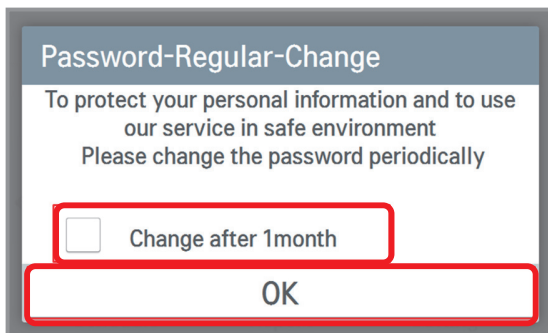 Password-Regular-Change
To protect your personal information and to use
our service in safe environment
Please change the password periodically
Change after 1month
OK